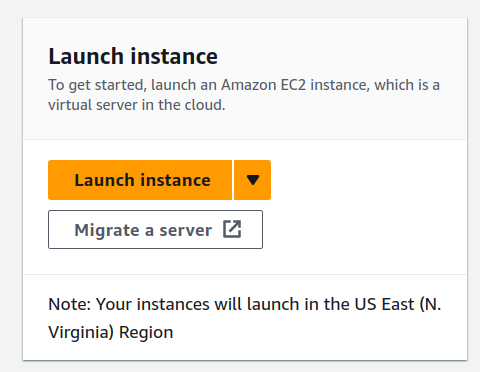 Launch instance
To get started, launch an Amazon EC2 instance, which is a
virtual server in the cloud.
Launch instance
Migrate a server
Note: Your instances will launch in the US East (N.
Virginia) Region